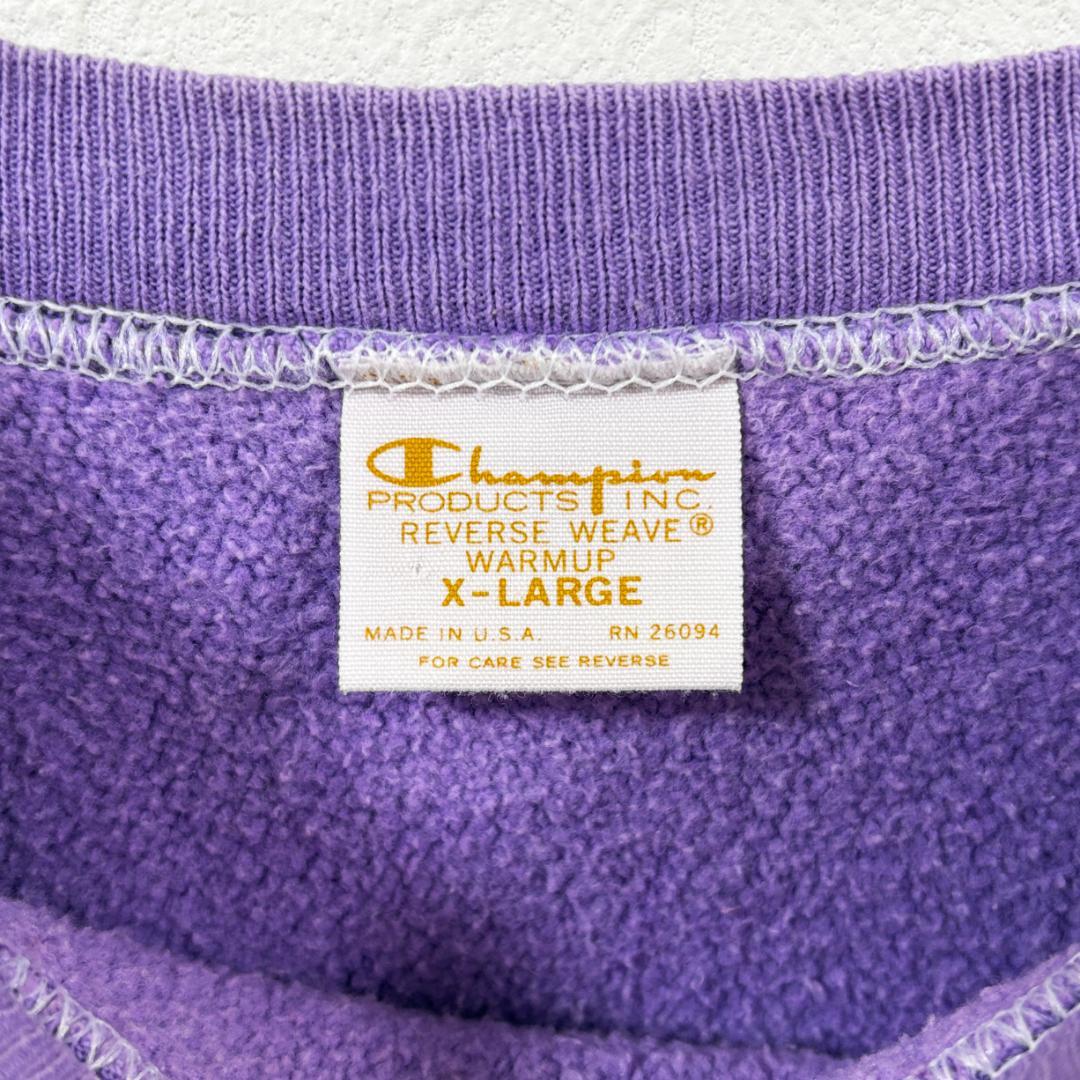 Champion
PRODUCTS INC
REVERSE WEAVE®
WARMUP
X-LARGE
MADE IN U.S.A. RN 26094
FOR CARE SEE REVERSE